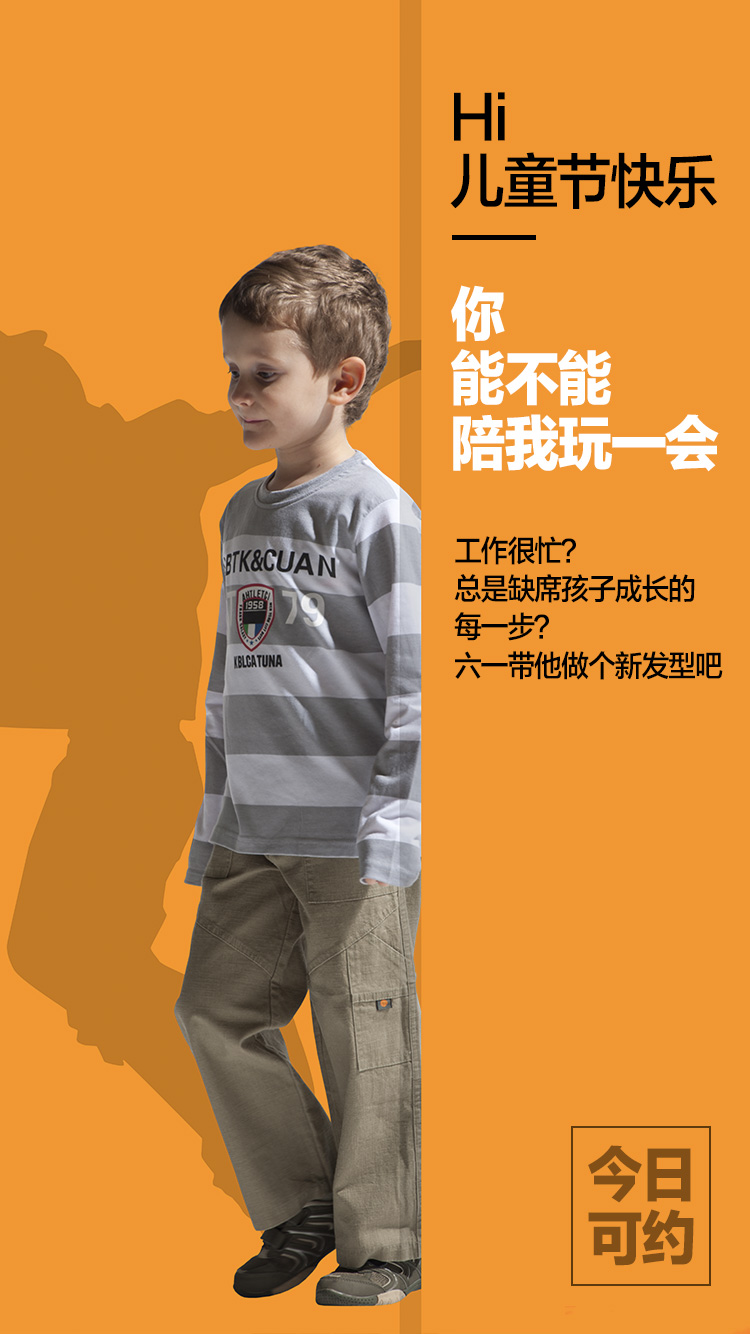 Hi
儿童节快乐
你
能不能
陪我玩一会
工作很忙?
总是缺席孩子成长的
每一步?
六一带他做个新发型吧
BTK&CUAN
AHTLETCI
1958
79
KBLCATUNA
今日
可约